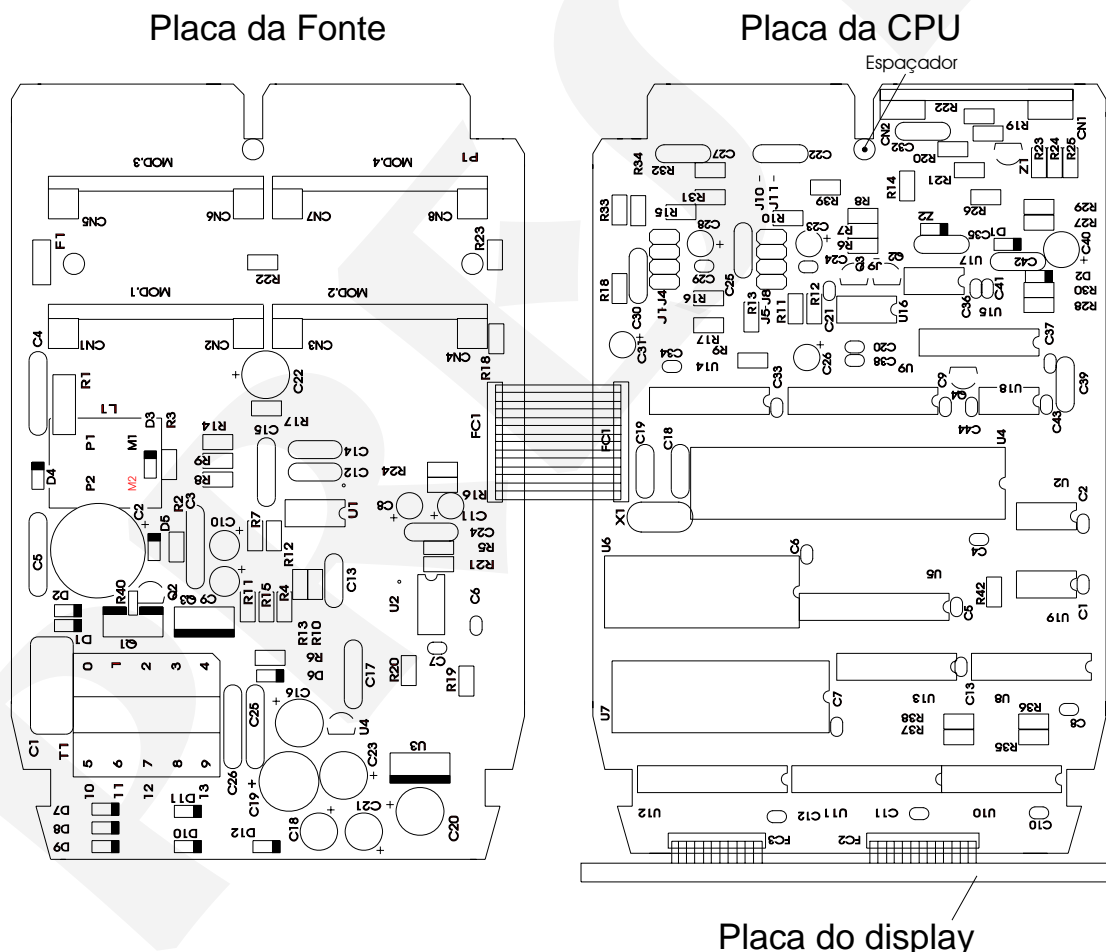 Placa da Fonte
Placa da CPU
Espaçador
MOD.3
MOD.4
P1
CN5
CN6
CN7
CN8
F1
R22
R23
MOD.1
MOD.2
CN1
CN2
CN3
CN4
R18
C4
R1
C22
R17
L1
D3
R3
P1
M1
P2
M2
D4
R14
R9
R8
C15
C14
C12
R24
FC1
FC1
C2
D5
R2
C3
C10
R7
R12
U1
C8
R16
C11
C24
R5
R21
C5
D2
D1
R40
Q2
Q1
Q3
C9
R11
R15
R4
R13
R10
C13
U2
C6
C7
R6
D6
R20
R19
C17
C16
U4
C1
T1
0
1
2
3
4
5
6
7
8
9
10
11
12
13
C26
C25
C19
C23
U3
C21
C18
C20
D7
D8
D9
D11
D10
D12
R22
R19
CN2
CN1
C32
R20
R21
Z1
R23
R24
R25
R34
R32
C27
C22
R31
J10
J11
R39
R14
R26
R29
R27
R33
R15
C28
R10
C23
R8
R7
R6
Z2
C35
D1
C40
U17
C42
C24
Q3
J9
Q2
D2
R30
R28
R18
C30
J1-J4
C29
R16
C25
R13
J5-J8
R11
R12
C21
U16
C36
C41
U15
R17
R9
C31
C34
U14
C26
C20
C38
U9
C37
C33
C9
Q4
U18
C39
C44
C43
C19
C18
U4
X1
U2
C2
U6
C6
C4
U5
C5
R42
U19
C1
U7
C7
U13
C13
U8
C8
R38
R37
R36
R35
U12
C12
U11
C11
U10
C10
FC3
FC2
Placa do display